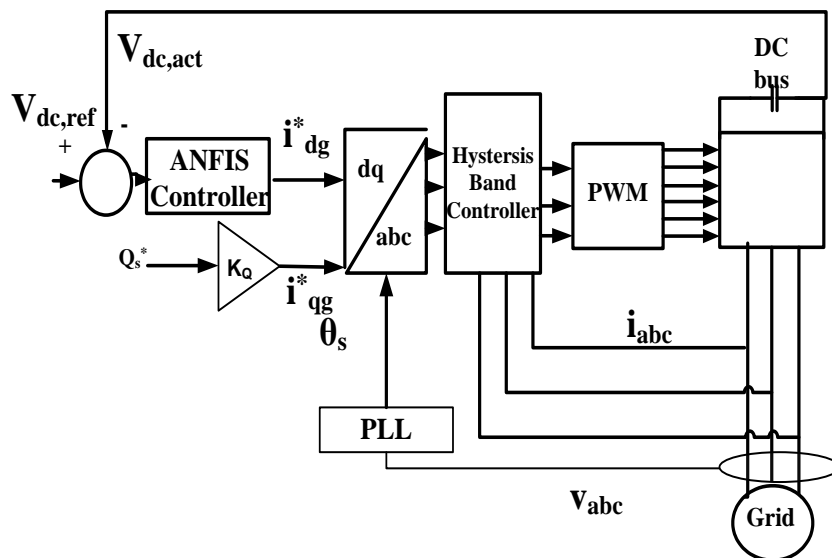 V_dc,act
DC
bus
V_dc,ref
-
+
i*_dg
ANFIS
Controller
dq
abc
Hystersis
Band
Controller
PWM
Q_s*
K_Q
i*_qg
θ_s
i_abc
PLL
v_abc
Grid